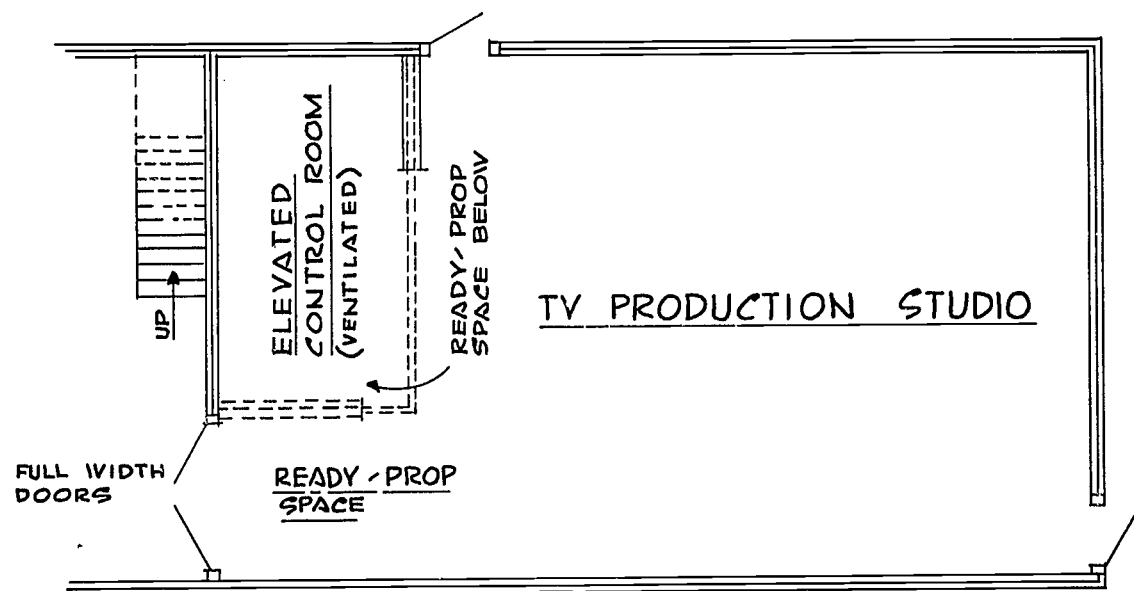 ELEVATED
CONTROL ROOM
(VENTILATED)
READY/PROP
SPACE BELOW
TV PRODUCTION STUDIO
UP
FULL WIDTH
DOORS
READY/PROP
SPACE